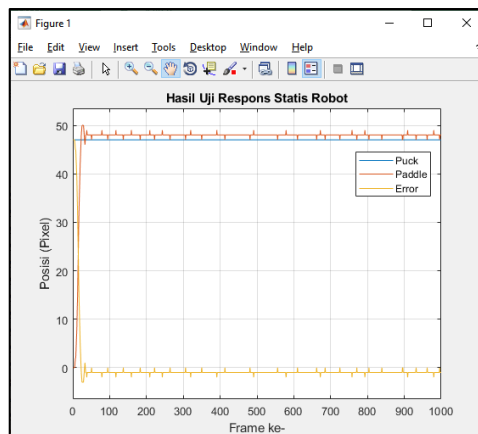 Figure 1
File Edit View Insert Tools Desktop Window Help
Hasil Uji Respons Statis Robot
50
40
30
20
10
0
Posisi (Pixel)
Puck
Paddle
Error
0 100 200 300 400 500 600 700 800 900 1000
Frame ke-